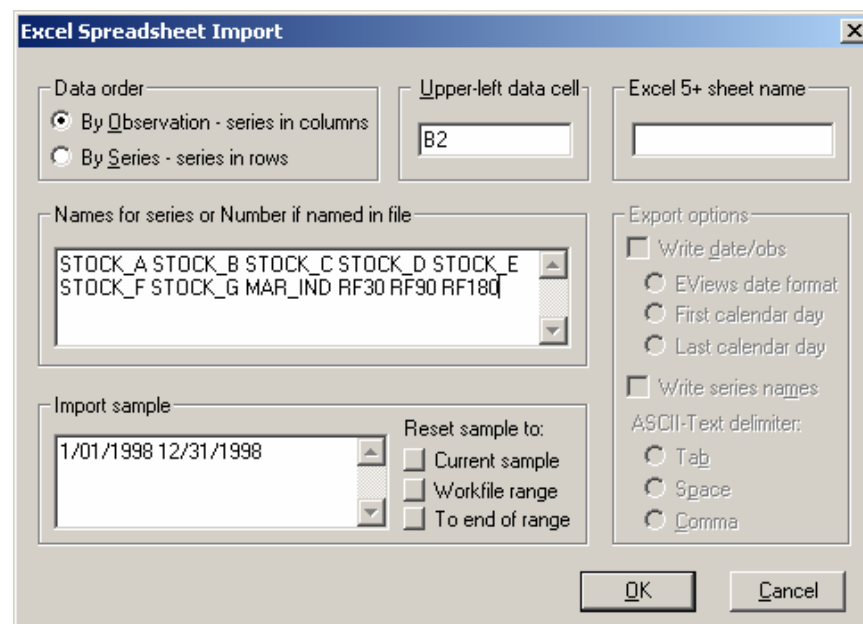 Excel Spreadsheet Import
Data order
By Observation - series in columns
By Series - series in rows
Upper-left data cell
B2
Excel 5+ sheet name
Names for series or Number if named in file
STOCK_A STOCK_B STOCK_C STOCK_D STOCK_E
STOCK_F STOCK_G MAR_IND RF30 RF90 RF180
Import sample
1/01/1998 12/31/1998
Reset sample to:
Current sample
Workfile range
To end of range
Export options
Write date/obs
EViews date format
First calendar day
Last calendar day
Write series names
ASCII-Text delimiter:
Tab
Space
Comma
OK
Cancel